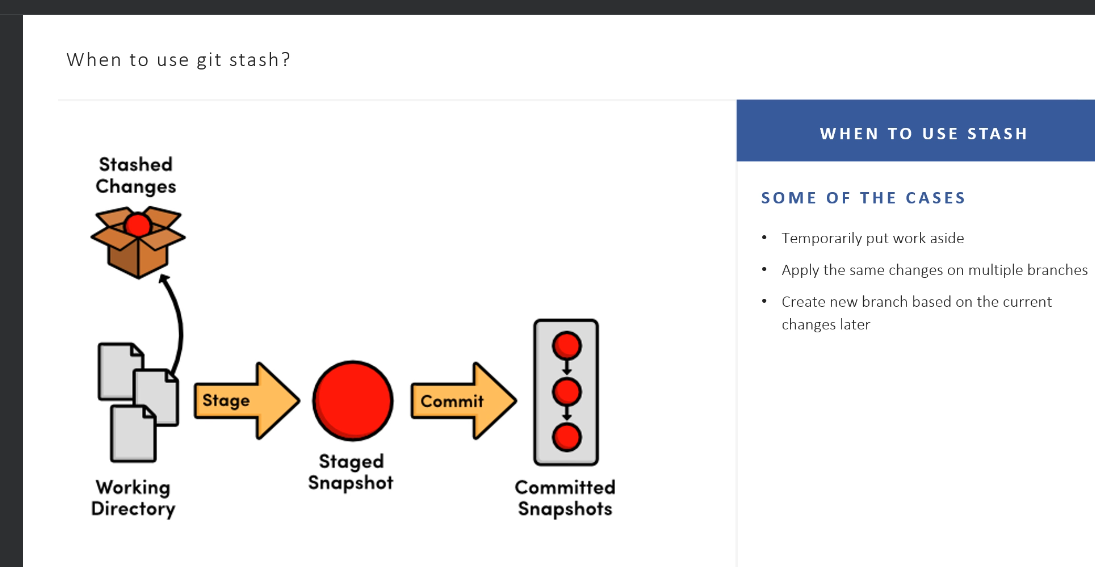 When to use git stash?
WHEN TO USE STASH
Stashed
Changes
SOME OF THE CASES
• Temporarily put work aside
• Apply the same changes on multiple branches
• Create new branch based on the current
changes later
Stage
Commit
Staged
Snapshot
Working
Directory
Committed
Snapshots